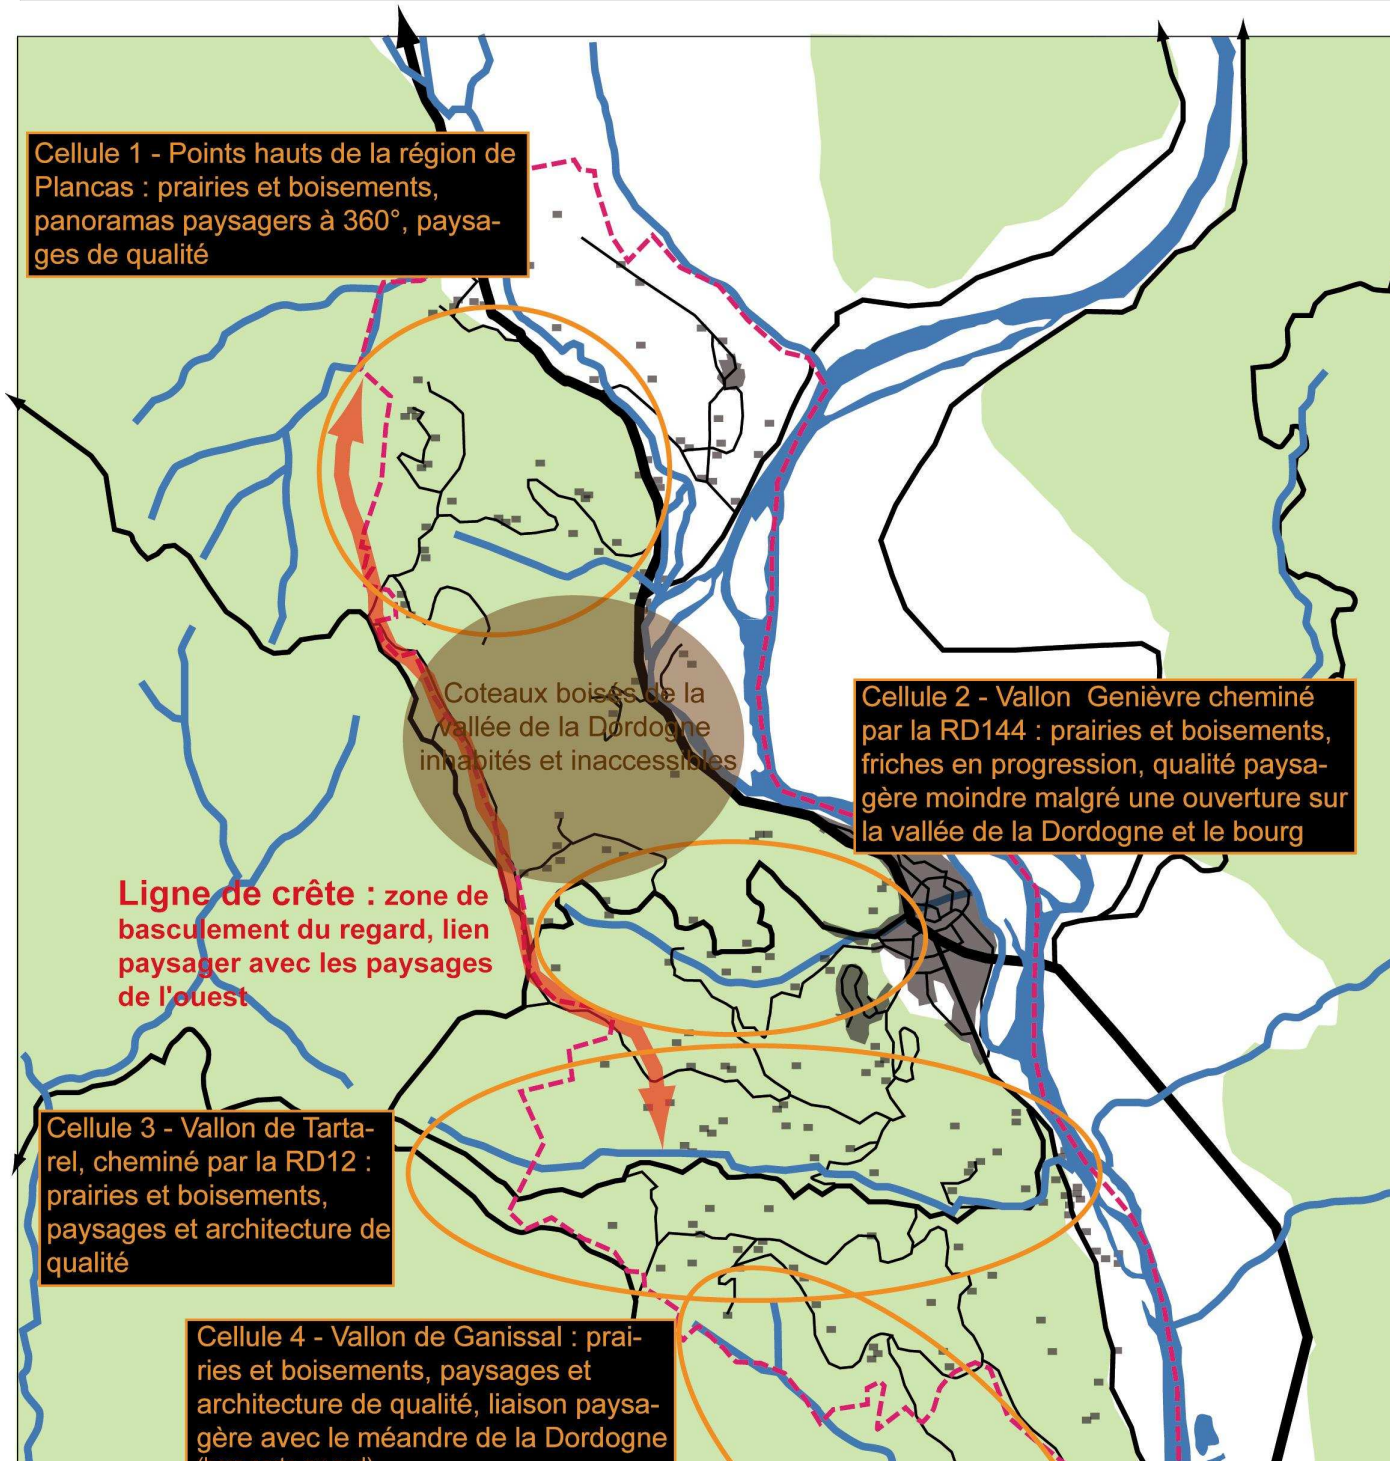 Cellule 1 - Points hauts de la région de
Plancas : prairies et boisements,
panoramas paysagers à 360°, paysa-
ges de qualité
Coteaux boisés de la
vallée de la Dordogne
inhabités et inaccessibles
Cellule 2 - Vallon Genièvre cheminé
par la RD144 : prairies et boisements,
friches en progression, qualité paysa-
gère moindre malgré une ouverture sur
la vallée de la Dordogne et le bourg
Ligne de crête : zone de
basculement du regard, lien
paysager avec les paysages
de l'ouest
Cellule 3 - Vallon de Tarta-
rel, cheminé par la RD12 :
prairies et boisements,
paysages et architecture de
qualité
Cellule 4 - Vallon de Ganissal : prai-
ries et boisements, paysages et
architecture de qualité, liaison paysa-
gère avec le méandre de la Dordogne